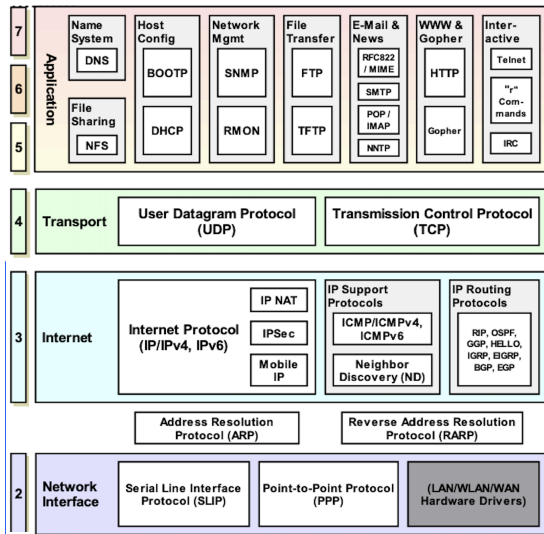 7
6
5
Application
Name
System
DNS
File
Sharing
NFS
Host
Config
BOOTP
DHCP
Network
Mgmt
SNMP
RMON
File
Transfer
FTP
TFTP
E-Mail &
News
RFC822
/ MIME
SMTP
POP /
IMAP
NNTP
WWW &
Gopher
HTTP
Gopher
Inter-
active
Telnet
"r"
Com-
mands
IRC
4
Transport
User Datagram Protocol
(UDP)
Transmission Control Protocol
(TCP)
3
Internet
Internet Protocol
(IP/IPv4, IPv6)
IP NAT
IPSec
Mobile
IP
IP Support
Protocols
ICMP/ICMPv4,
ICMPv6
Neighbor
Discovery (ND)
IP Routing
Protocols
RIP, OSPF,
GGP, HELLO,
IGRP, EIGRP,
BGP, EGP
Address Resolution
Protocol (ARP)
Reverse Address Resolution
Protocol (RARP)
2
Network
Interface
Serial Line Interface
Protocol (SLIP)
Point-to-Point Protocol
(PPP)
(LAN/WLAN/WAN
Hardware Drivers)